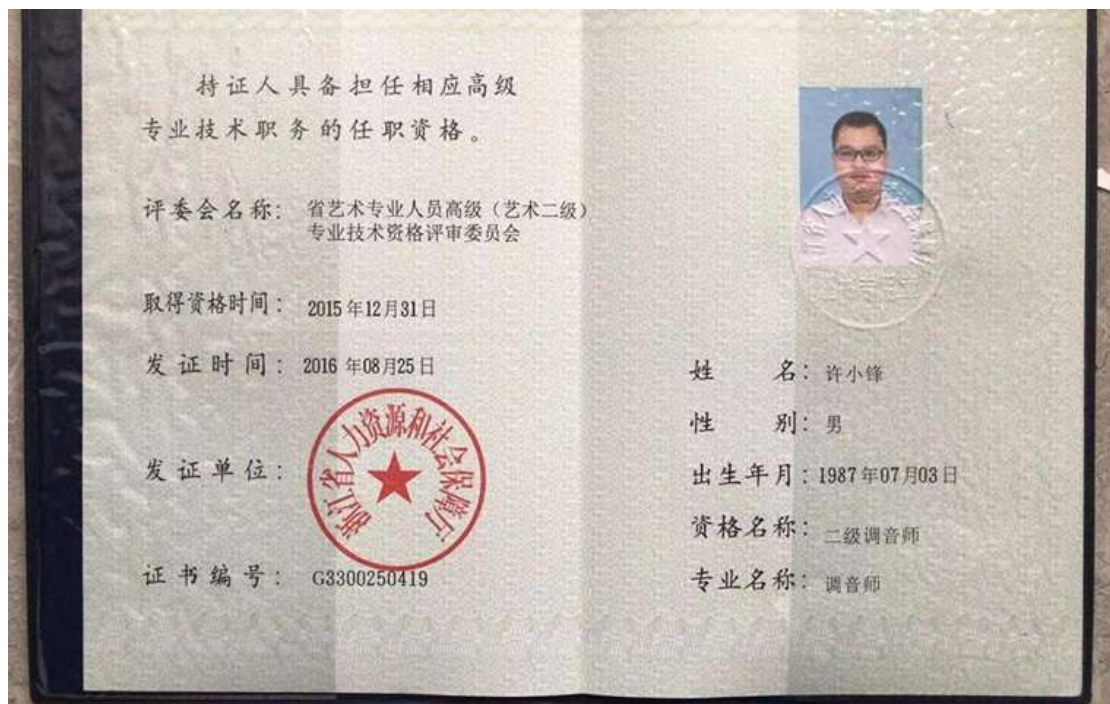 持证人具备担任相应高级
专业技术职务的任职资格。
评委会名称: 省艺术专业人员高级（艺术二级）
专业技术资格评审委员会
取得资格时间: 2015年12月31日
发证时间: 2016年08月25日
发证单位:
浙江省人力资源和社会保障厅
证书编号: G3300250419
姓名: 许小锋
性别: 男
出生年月: 1987年07月03日
资格名称: 二级调音师
专业名称: 调音师